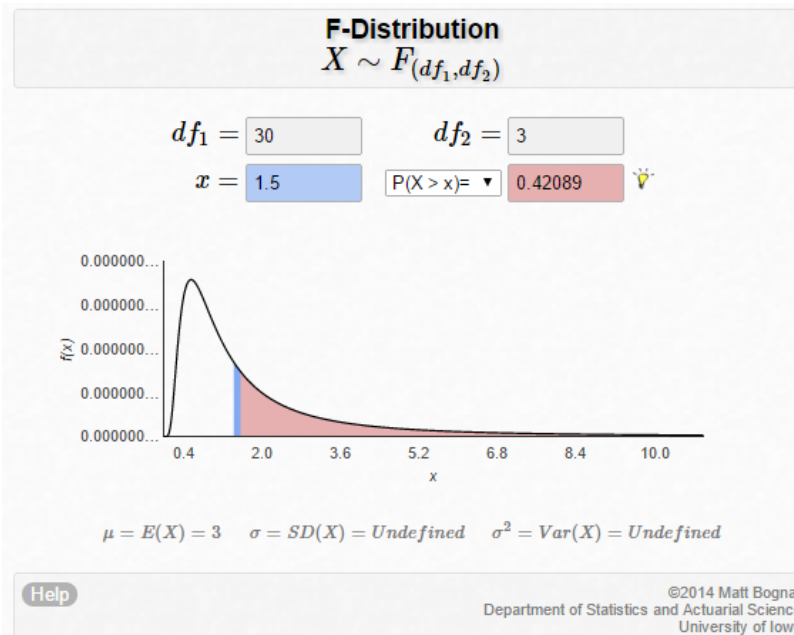 F-Distribution
X ∼ F(df1,df2)
df1 = 30 df2 = 3
x = 1.5 P(X > x)= ▼ 0.42089
0.000000...
0.000000...
0.000000...
0.000000...
0.000000...
f(x)
0.4 2.0 3.6 5.2 6.8 8.4 10.0
x
μ = E(X) = 3 σ = SD(X) = Undefined σ² = Var(X) = Undefined
Help
©2014 Matt Bogna
Department of Statistics and Actuarial Scienc
University of Iow